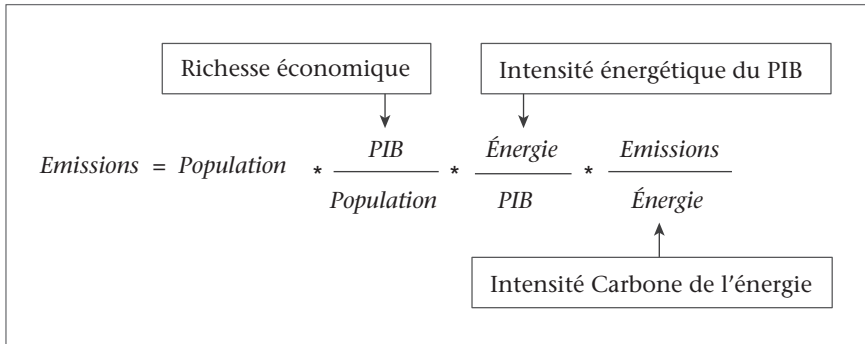 Richesse économique
Intensité énergétique du PIB
Emissions = Population * PIB / Population * Énergie / PIB * Emissions / Énergie
Intensité Carbone de l'énergie